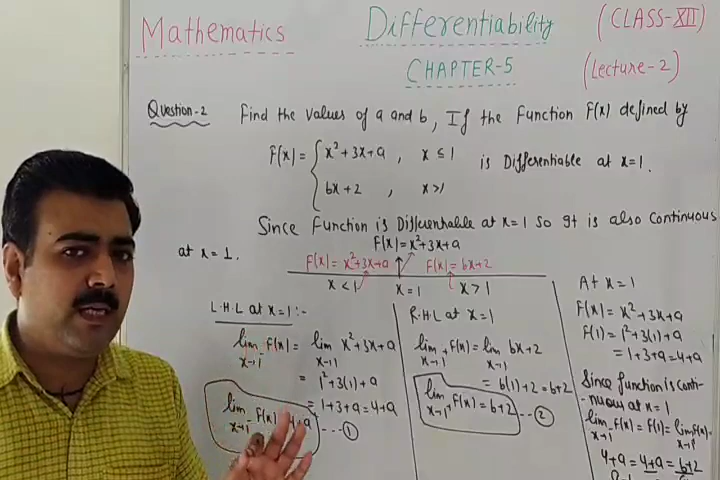 Mathematics Differentiability (CLASS-XII)
CHAPTER-5 (Lecture-2)
Question-2 Find the values of a and b, If the Function F(x) defined by
F(x) = { x²+3x+a , x ≤ 1
bx+2 , x>1
is Differentiable at x=1.
Since Function is Differentiable at x=1 So It is also Continuous
at x = 1.
F(x)=x²+3x+a
F(x)= x²+3x+a F(x)= bx+2
x<1 x=1 x>1
L.H.L at x=1:-
lim x→1⁻ F(x)= lim x→1 x²+3x+a
= 1²+3(1)+a
= 1+3+a=4+a
lim x→1⁻ F(x) 4+a ---①
R.H.L at x=1
lim x→1⁺ F(x)= lim x→1 bx+2
= b(1)+2=b+2
lim x→1⁺ F(x)=b+2 ---②
At x=1
F(x)=x²+3x+a
F(1)=1²+3(1)+a
=1+3+a=4+a
Since function is conti-
-nuous at x=1
lim x→1⁻ F(x)=F(1)=lim F(x)
4+a=4+a=b+2